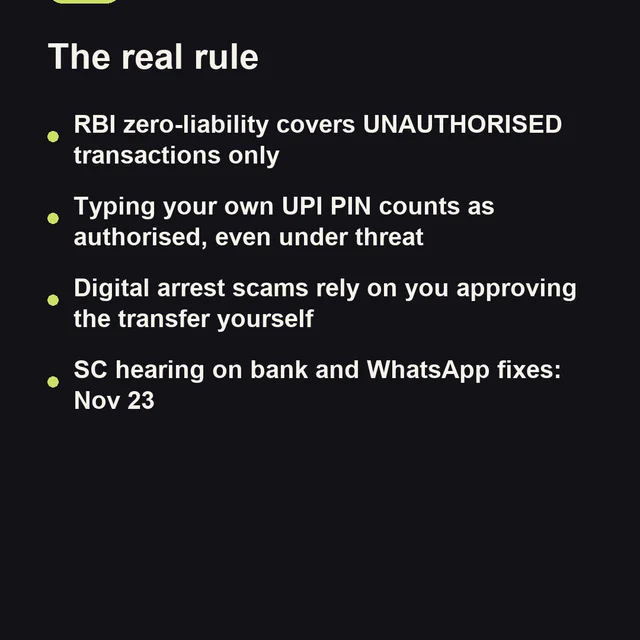 The real rule
RBI zero-liability covers UNAUTHORISED
transactions only
Typing your own UPI PIN counts as
authorised, even under threat
Digital arrest scams rely on you approving
the transfer yourself
SC hearing on bank and WhatsApp fixes:
Nov 23